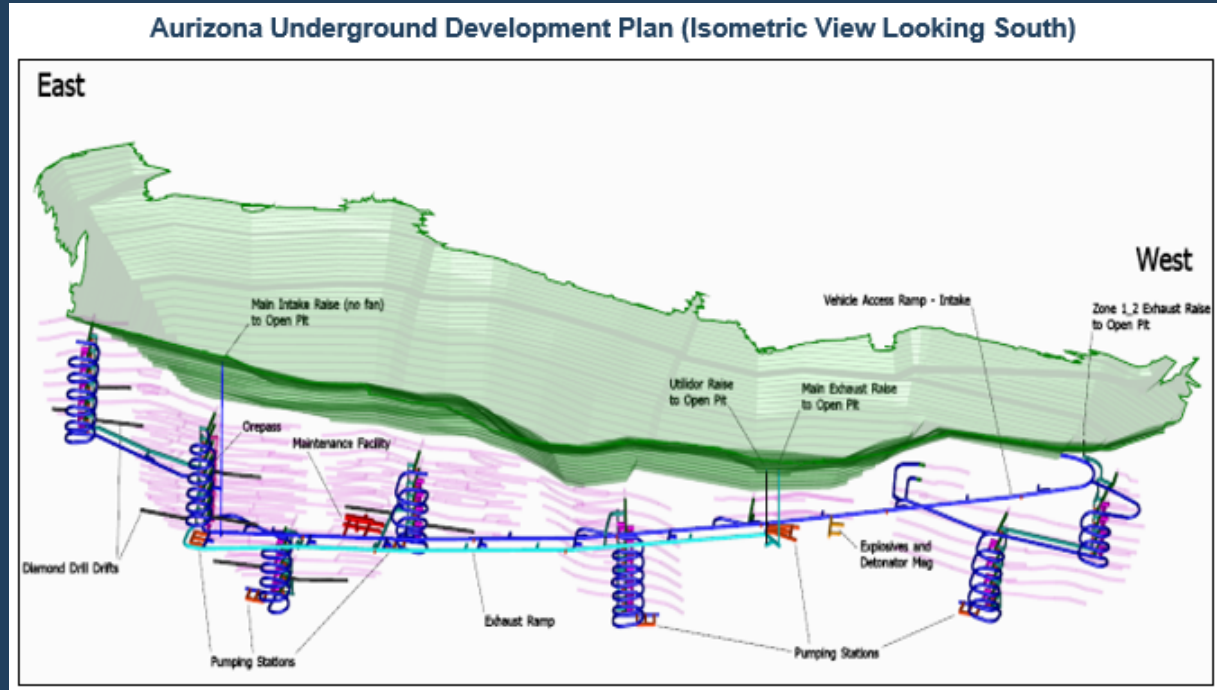 Aurizona Underground Development Plan (Isometric View Looking South)
East
West
Main Intake Raise (no fan)
to Open Pit
Vehicle Access Ramp - Intake
Zone 1_2 Exhaust Raise
to Open Pit
Utilidor Raise
to Open Pit
Main Exhaust Raise
to Open Pit
Orepass
Maintenance Facility
Diamond Drill Drifts
Explosives and
Detonator Mag
Exhaust Ramp
Pumping Stations
Pumping Stations